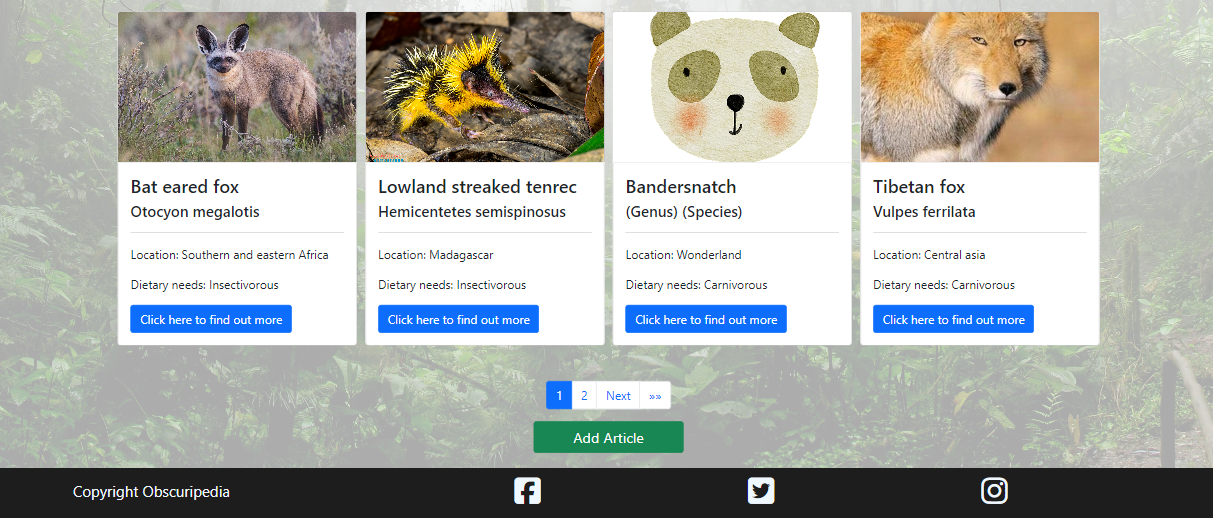 Bat eared fox
Otocyon megalotis
Location: Southern and eastern Africa
Dietary needs: Insectivorous
Click here to find out more
Lowland streaked tenrec
Hemicentetes semispinosus
Location: Madagascar
Dietary needs: Insectivorous
Click here to find out more
Bandersnatch
(Genus) (Species)
Location: Wonderland
Dietary needs: Carnivorous
Click here to find out more
Tibetan fox
Vulpes ferrilata
Location: Central asia
Dietary needs: Carnivorous
Click here to find out more
1 2 Next »»
Add Article
Copyright Obscuripedia